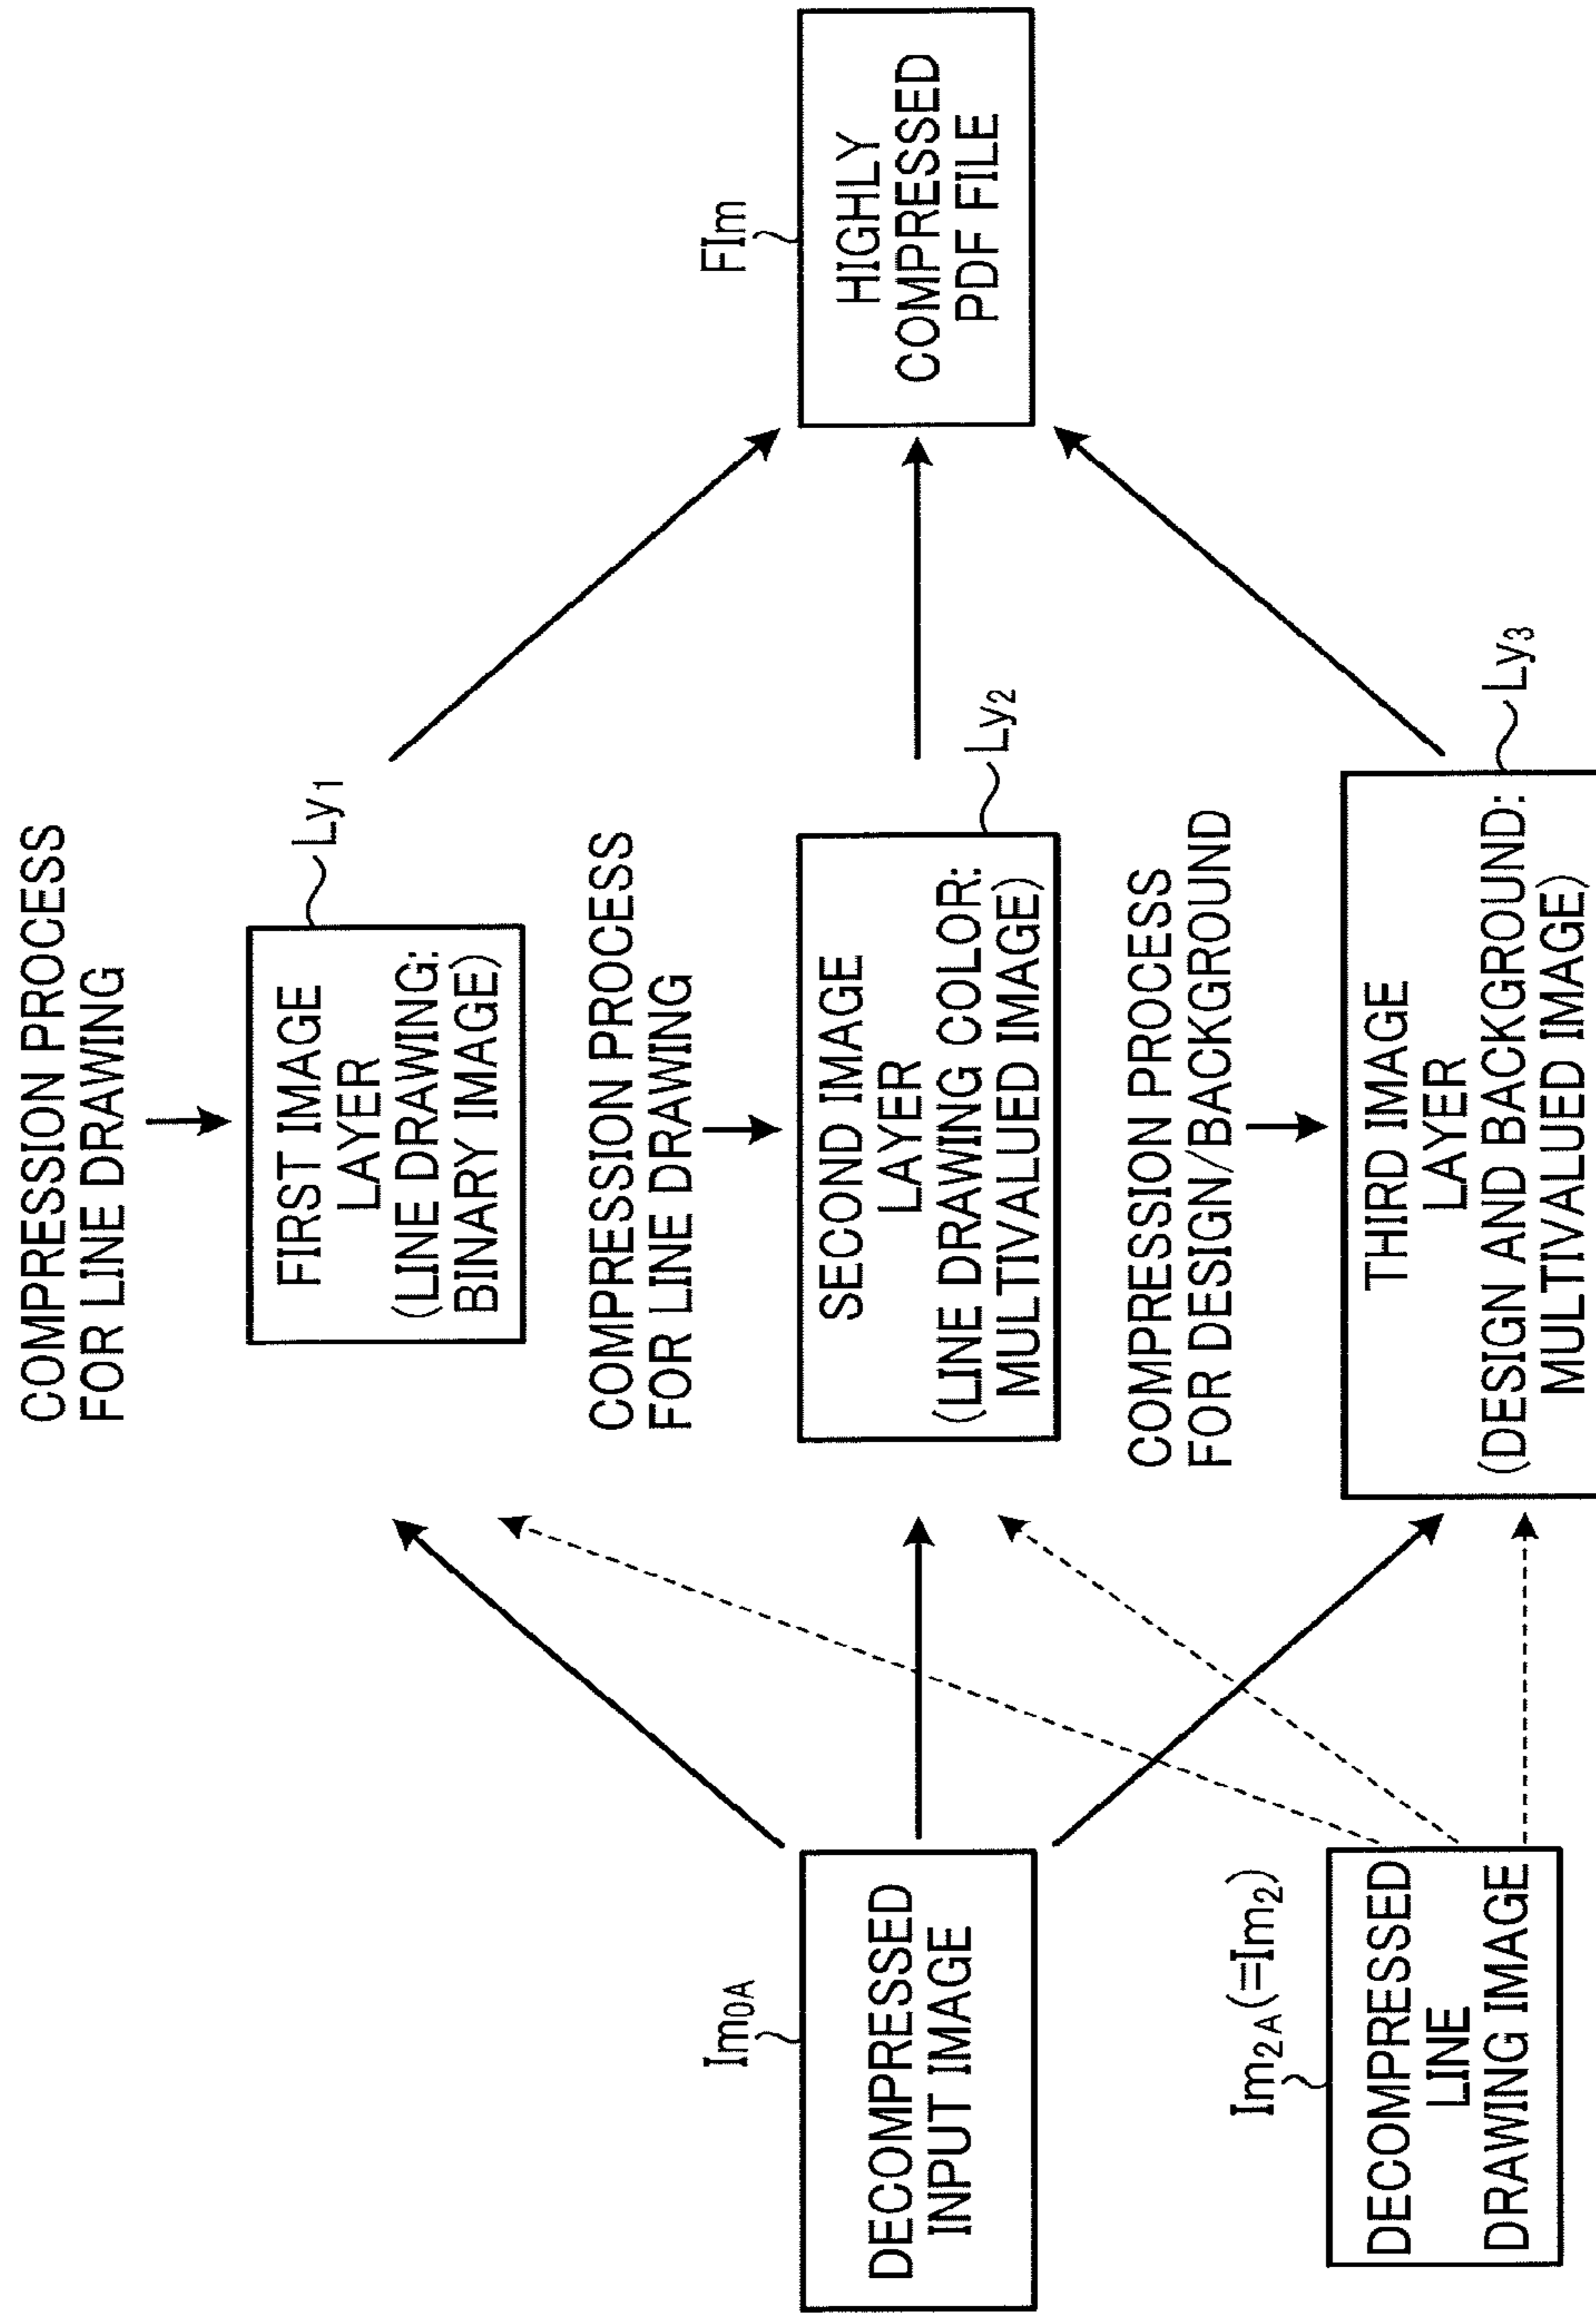 Im0A
DECOMPRESSED
INPUT IMAGE
Im2A(=Im2)
DECOMPRESSED
LINE
DRAWING IMAGE
COMPRESSION PROCESS
FOR LINE DRAWING
Ly1
FIRST IMAGE
LAYER
(LINE DRAWING:
BINARY IMAGE)
COMPRESSION PROCESS
FOR LINE DRAWING
Ly2
SECOND IMAGE
LAYER
(LINE DRAWING COLOR:
MULTIVALUED IMAGE)
COMPRESSION PROCESS
FOR DESIGN/BACKGROUND
Ly3
THIRD IMAGE
LAYER
(DESIGN AND BACKGROUND:
MULTIVALUED IMAGE)
FIm
HIGHLY
COMPRESSED
PDF FILE